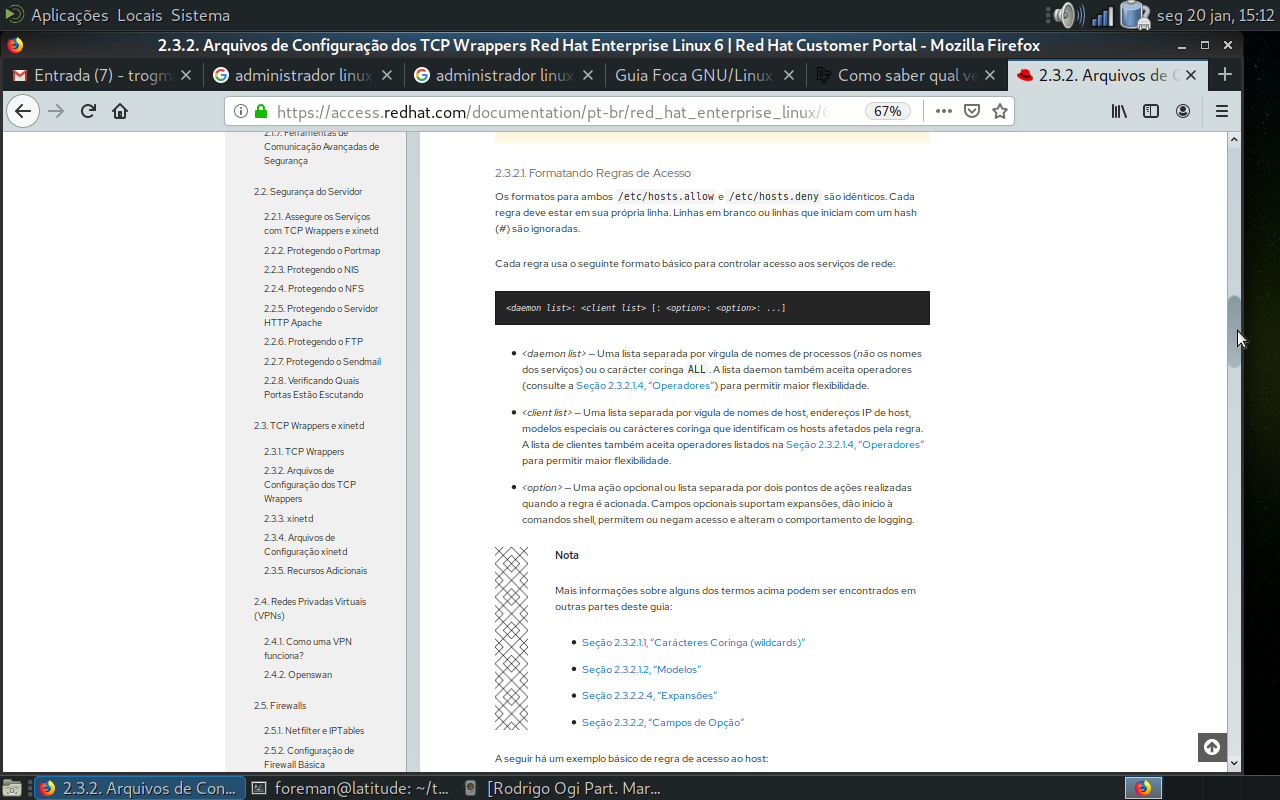 Aplicações Locais Sistema
seg 20 jan, 15:12
2.3.2. Arquivos de Configuração dos TCP Wrappers Red Hat Enterprise Linux 6 | Red Hat Customer Portal - Mozilla Firefox
Entrada (7) - trogm
administrador linux
administrador linux
Guia Foca GNU/Linux
Como saber qual ve
2.3.2. Arquivos de C
https://access.redhat.com/documentation/pt-br/red_hat_enterprise_linux/6
67%
2.1.7. Ferramentas de
Comunicação Avançadas de
Segurança
2.2. Segurança do Servidor
2.2.1. Assegure os Serviços
com TCP Wrappers e xinetd
2.2.2. Protegendo o Portmap
2.2.3. Protegendo o NIS
2.2.4. Protegendo o NFS
2.2.5. Protegendo o Servidor
HTTP Apache
2.2.6. Protegendo o FTP
2.2.7. Protegendo o Sendmail
2.2.8. Verificando Quais
Portas Estão Escutando
2.3. TCP Wrappers e xinetd
2.3.1. TCP Wrappers
2.3.2. Arquivos de
Configuração dos TCP
Wrappers
2.3.3. xinetd
2.3.4. Arquivos de
Configuração xinetd
2.3.5. Recursos Adicionais
2.4. Redes Privadas Virtuais
(VPNs)
2.4.1. Como uma VPN
funciona?
2.4.2. Openswan
2.5. Firewalls
2.5.1. Netfilter e IPTables
2.5.2. Configuração de
Firewall Básica
2.3.2.1. Formatando Regras de Acesso
Os formatos para ambos /etc/hosts.allow e /etc/hosts.deny são idênticos. Cada
regra deve estar em sua própria linha. Linhas em branco ou linhas que iniciam com um hash
(#) são ignoradas.
Cada regra usa o seguinte formato básico para controlar acesso aos serviços de rede:
<daemon list>: <client list> [: <option>: <option>: ...]
• <daemon list> — Uma lista separada por vírgula de nomes de processos (não os nomes
dos serviços) ou o carácter coringa ALL. A lista daemon também aceita operadores
(consulte a Seção 2.3.2.1.4, “Operadores”) para permitir maior flexibilidade.
• <client list> — Uma lista separada por vígula de nomes de host, endereços IP de host,
modelos especiais ou carácteres coringa que identificam os hosts afetados pela regra.
A lista de clientes também aceita operadores listados na Seção 2.3.2.1.4, “Operadores”
para permitir maior flexibilidade.
• <option> — Uma ação opcional ou lista separada por dois pontos de ações realizadas
quando a regra é acionada. Campos opcionais suportam expansões, dão inicio à
comandos shell, permitem ou negam acesso e alteram o comportamento de logging.
Nota
Mais informações sobre alguns dos termos acima podem ser encontrados em
outras partes deste guia:
• Seção 2.3.2.1.1, “Carácteres Coringa (wildcards)”
• Seção 2.3.2.1.2, “Modelos”
• Seção 2.3.2.2.4, “Expansões”
• Seção 2.3.2.2, “Campos de Opção”
A seguir há um exemplo básico de regra de acesso ao host:
2.3.2. Arquivos de Con...
foreman@latitude: ~/t...
[Rodrigo Ogi Part. Mar...